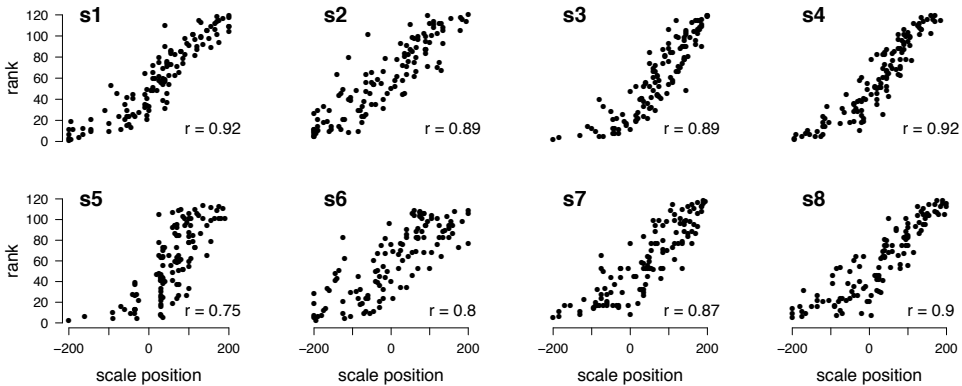 s1 s2 s3 s4
120
100
80
60
40
20
0
rank
r = 0.92 r = 0.89 r = 0.89 r = 0.92
s5 s6 s7 s8
120
100
80
60
40
20
0
rank
r = 0.75 r = 0.8 r = 0.87 r = 0.9
−200 0 200 −200 0 200 −200 0 200 −200 0 200
scale position scale position scale position scale position